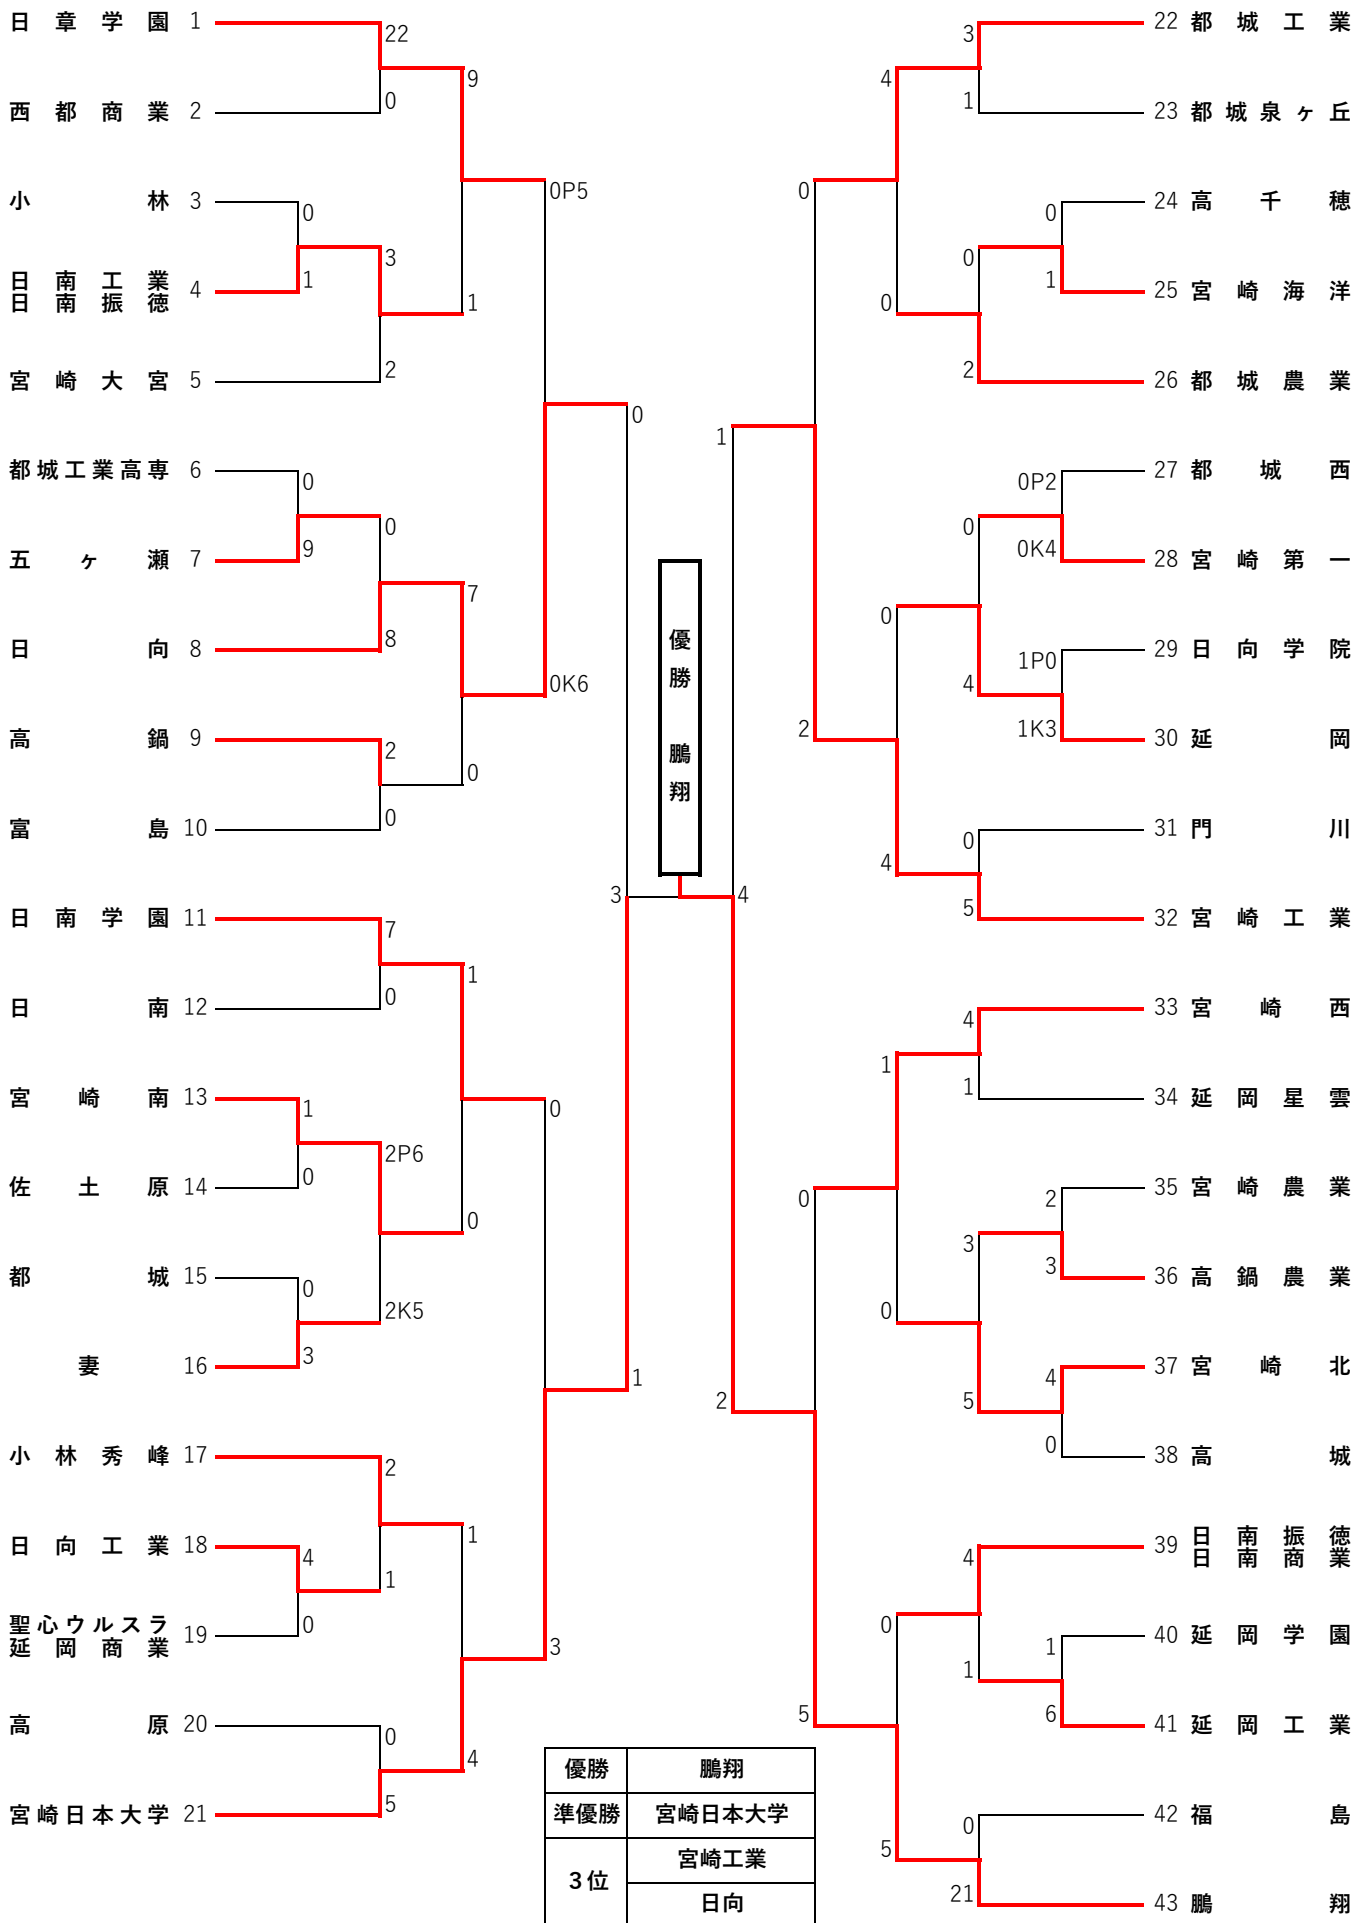 日章学園 1
西都商業 2
小林 3
日南工業
日南振徳 4
宮崎大宮 5
都城工業高専 6
五ヶ瀬 7
日向 8
高鍋 9
富島 10
日南学園 11
日南 12
宮崎南 13
佐土原 14
都城 15
妻 16
小林秀峰 17
日向工業 18
聖心ウルスラ
延岡商業 19
高原 20
宮崎日本大学 21
22
0
0
1
3
2
9
1
0
9
0
8
2
0
7
0
0P5
0K6
7
0
1
0
0
3
2P6
2K5
1
0
4
0
2
1
0
5
1
4
0
3
0
1
3
4
優勝 鵬翔
1
2
0
2
0
5
4
0
0
4
1
0
0
5
3
1
0
1
0
2
0P2
0K4
1P0
1K3
0
4
0
5
4
1
2
3
4
0
3
5
4
1
6
1
0
21
22 都城工業
23 都城泉ヶ丘
24 高千穂
25 宮崎海洋
26 都城農業
27 都城西
28 宮崎第一
29 日向学院
30 延岡
31 門川
32 宮崎工業
33 宮崎西
34 延岡星雲
35 宮崎農業
36 高鍋農業
37 宮崎北
38 高城
39 日南振徳
日南商業
40 延岡学園
41 延岡工業
42 福島
43 鵬翔
優勝 鵬翔
準優勝 宮崎日本大学
3位 宮崎工業
日向